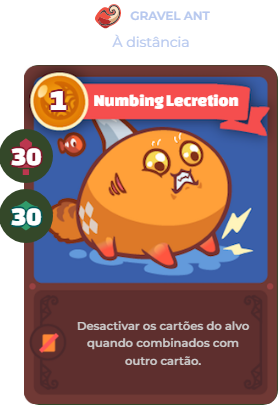 GRAVEL ANT
À distância
1
Numbing Lecretion
30
30
Desactivar os cartões do alvo
quando combinados com
outro cartão.